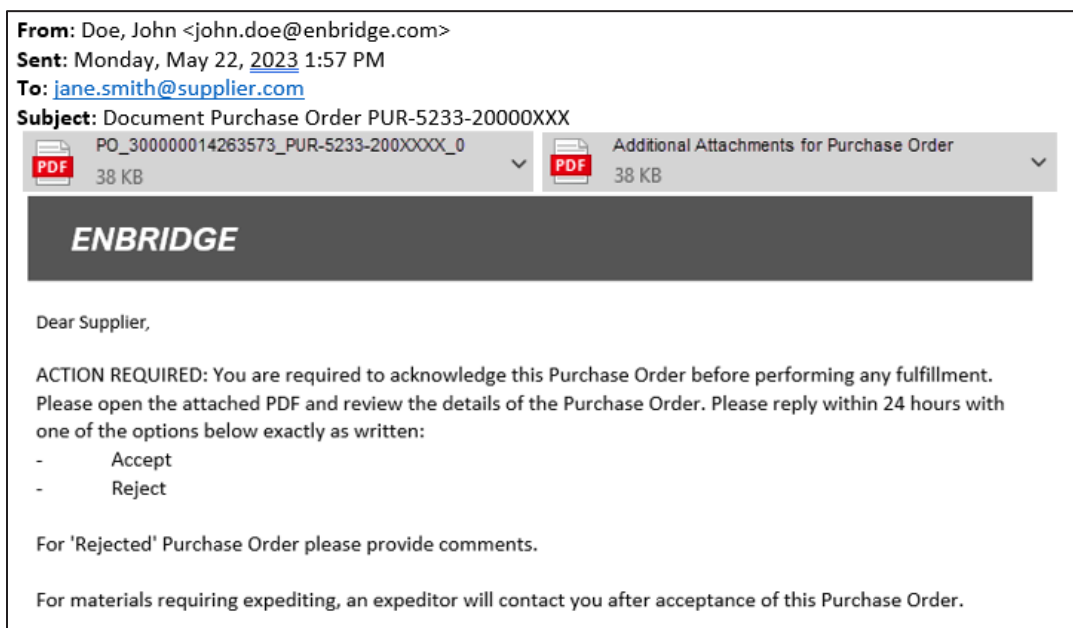 From: Doe, John <john.doe@enbridge.com>
Sent: Monday, May 22, 2023 1:57 PM
To: jane.smith@supplier.com
Subject: Document Purchase Order PUR-5233-20000XXX
PDF PO_300000014263573_PUR-5233-200XXXX_0
38 KB
PDF Additional Attachments for Purchase Order
38 KB
ENBRIDGE
Dear Supplier,
ACTION REQUIRED: You are required to acknowledge this Purchase Order before performing any fulfillment.
Please open the attached PDF and review the details of the Purchase Order. Please reply within 24 hours with
one of the options below exactly as written:
- Accept
- Reject
For 'Rejected' Purchase Order please provide comments.
For materials requiring expediting, an expeditor will contact you after acceptance of this Purchase Order.